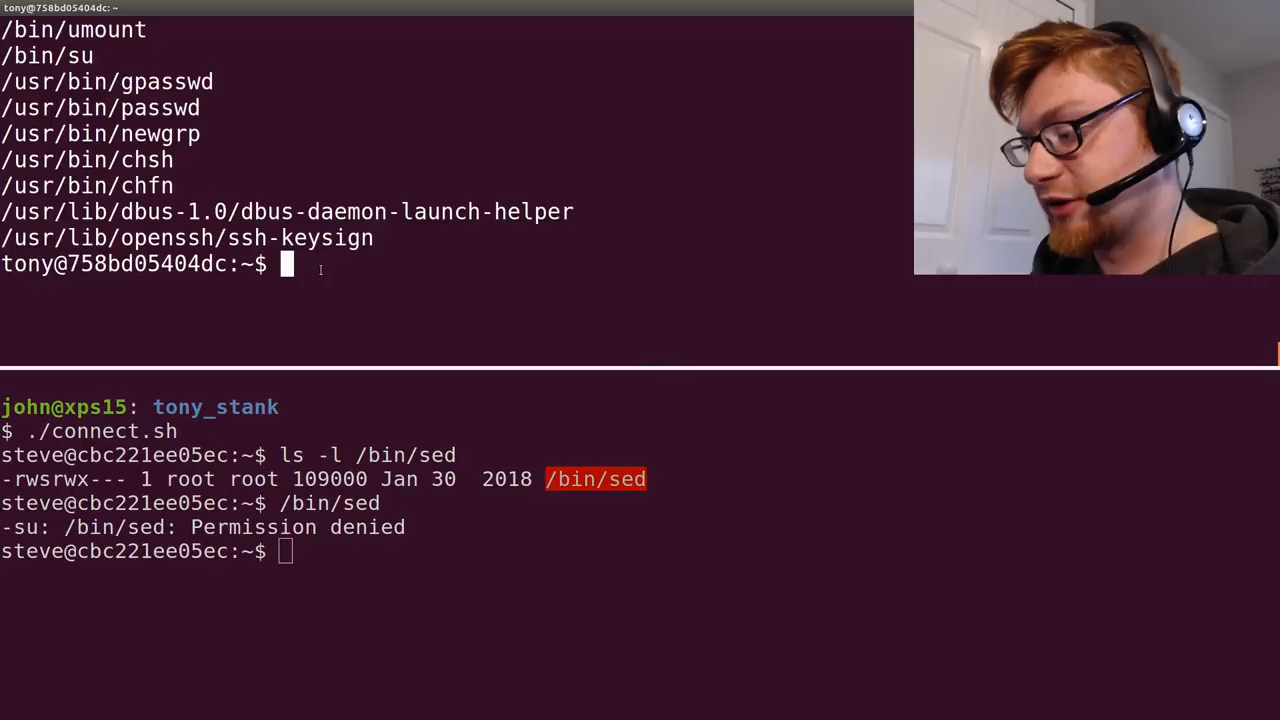 tony@758bd05404dc: ~
/bin/umount
/bin/su
/usr/bin/gpasswd
/usr/bin/passwd
/usr/bin/newgrp
/usr/bin/chsh
/usr/bin/chfn
/usr/lib/dbus-1.0/dbus-daemon-launch-helper
/usr/lib/openssh/ssh-keysign
tony@758bd05404dc:~$
john@xps15: tony_stank
$ ./connect.sh
steve@cbc221ee05ec:~$ ls -l /bin/sed
-rwsrwx--- 1 root root 109000 Jan 30  2018 /bin/sed
steve@cbc221ee05ec:~$ /bin/sed
-su: /bin/sed: Permission denied
steve@cbc221ee05ec:~$